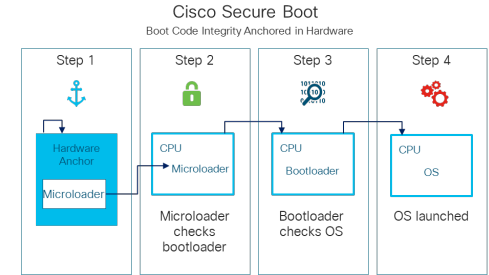 Cisco Secure Boot
Boot Code Integrity Anchored in Hardware
Step 1
Hardware
Anchor
Microloader
Step 2
CPU
Microloader
Microloader
checks
bootloader
Step 3
CPU
Bootloader
Bootloader
checks OS
Step 4
CPU
OS
OS launched